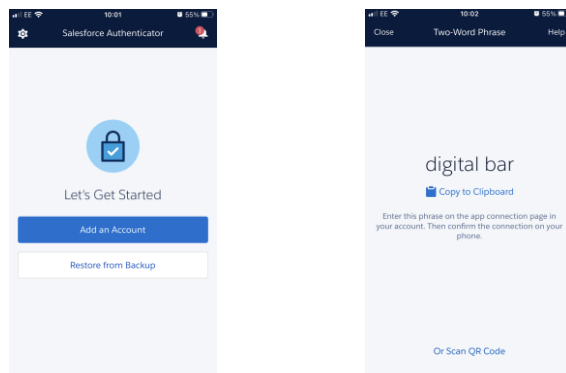 EE 10:01 55%
Salesforce Authenticator
Let's Get Started
Add an Account
Restore from Backup
EE 10:02 55%
Close Two-Word Phrase Help
digital bar
Copy to Clipboard
Enter this phrase on the app connection page in
your account. Then confirm the connection on your
phone.
Or Scan QR Code